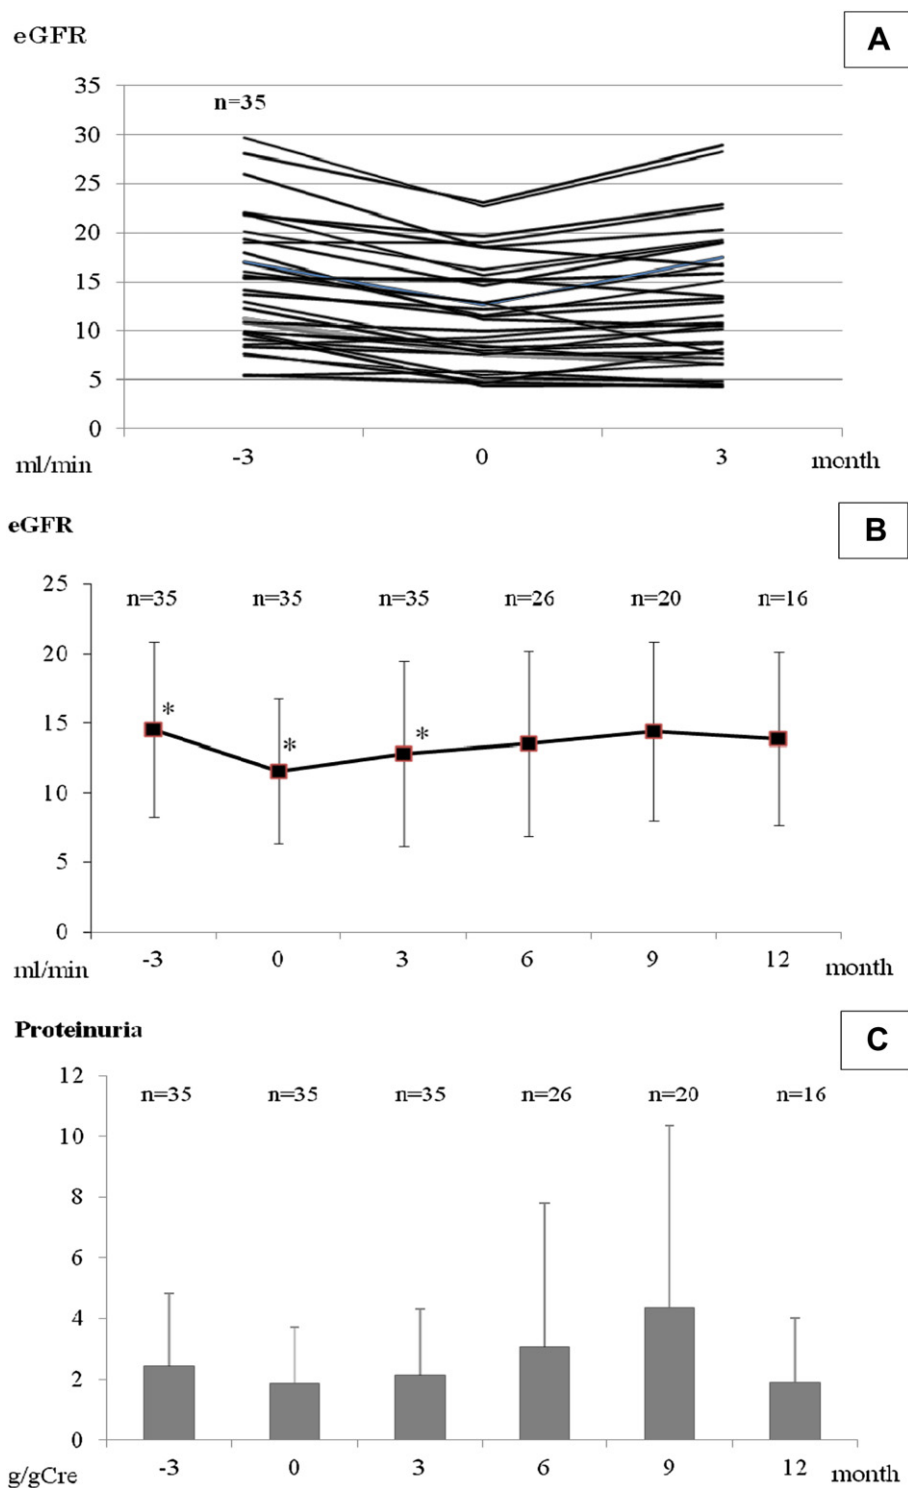 eGFR
A
35
n=35
30
25
20
15
10
5
0
ml/min -3 0 3 month
eGFR
B
25
n=35 n=35 n=35 n=26 n=20 n=16
20
15
* * *
10
5
0
ml/min -3 0 3 6 9 12 month
Proteinuria
C
12
n=35 n=35 n=35 n=26 n=20 n=16
10
8
6
4
2
0
g/gCre -3 0 3 6 9 12 month